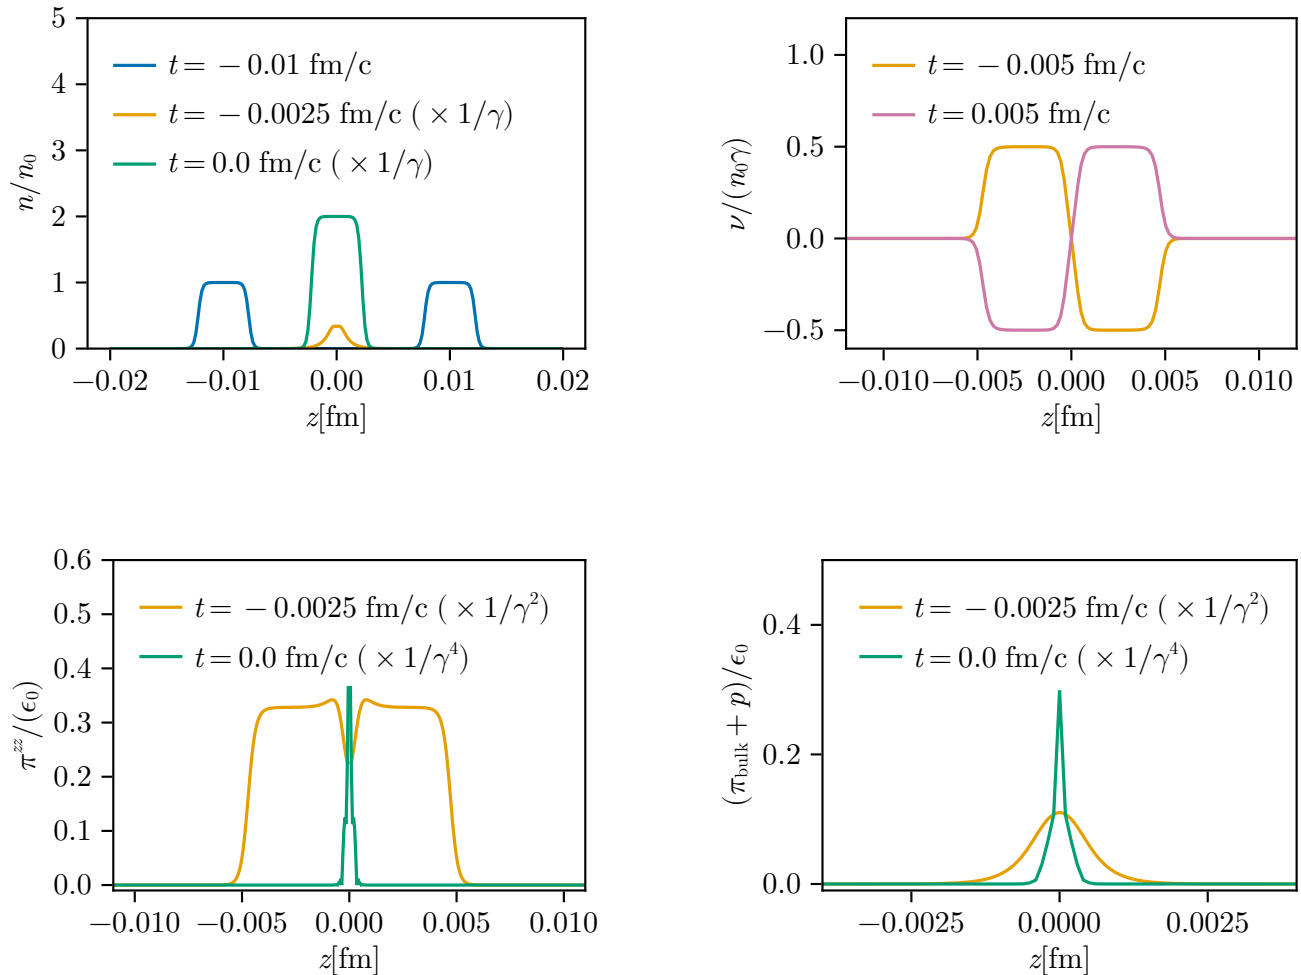 5
4
3
2
1
0
n/n₀
t = −0.01 fm/c
t = −0.0025 fm/c ( × 1/γ)
t = 0.0 fm/c ( × 1/γ)
−0.02 −0.01 0.00 0.01 0.02
z[fm]
1.0
0.5
0.0
−0.5
ν/(n₀γ)
t = −0.005 fm/c
t = 0.005 fm/c
−0.010 −0.005 0.000 0.005 0.010
z[fm]
0.6
0.5
0.4
0.3
0.2
0.1
0.0
π^{zz}/(ϵ₀)
t = −0.0025 fm/c ( × 1/γ²)
t = 0.0 fm/c ( × 1/γ⁴)
−0.010 −0.005 0.000 0.005 0.010
z[fm]
0.4
0.2
0.0
(π_{bulk} + p)/ϵ₀
t = −0.0025 fm/c ( × 1/γ²)
t = 0.0 fm/c ( × 1/γ⁴)
−0.0025 0.0000 0.0025
z[fm]